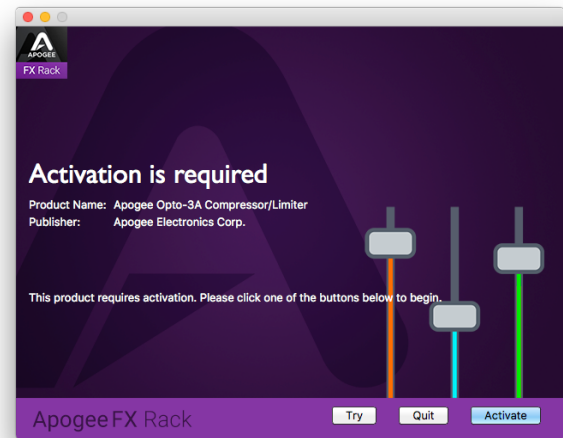 APOGEE
FX Rack
Activation is required
Product Name: Apogee Opto-3A Compressor/Limiter
Publisher: Apogee Electronics Corp.
This product requires activation. Please click one of the buttons below to begin.
Apogee FX Rack
Try Quit Activate